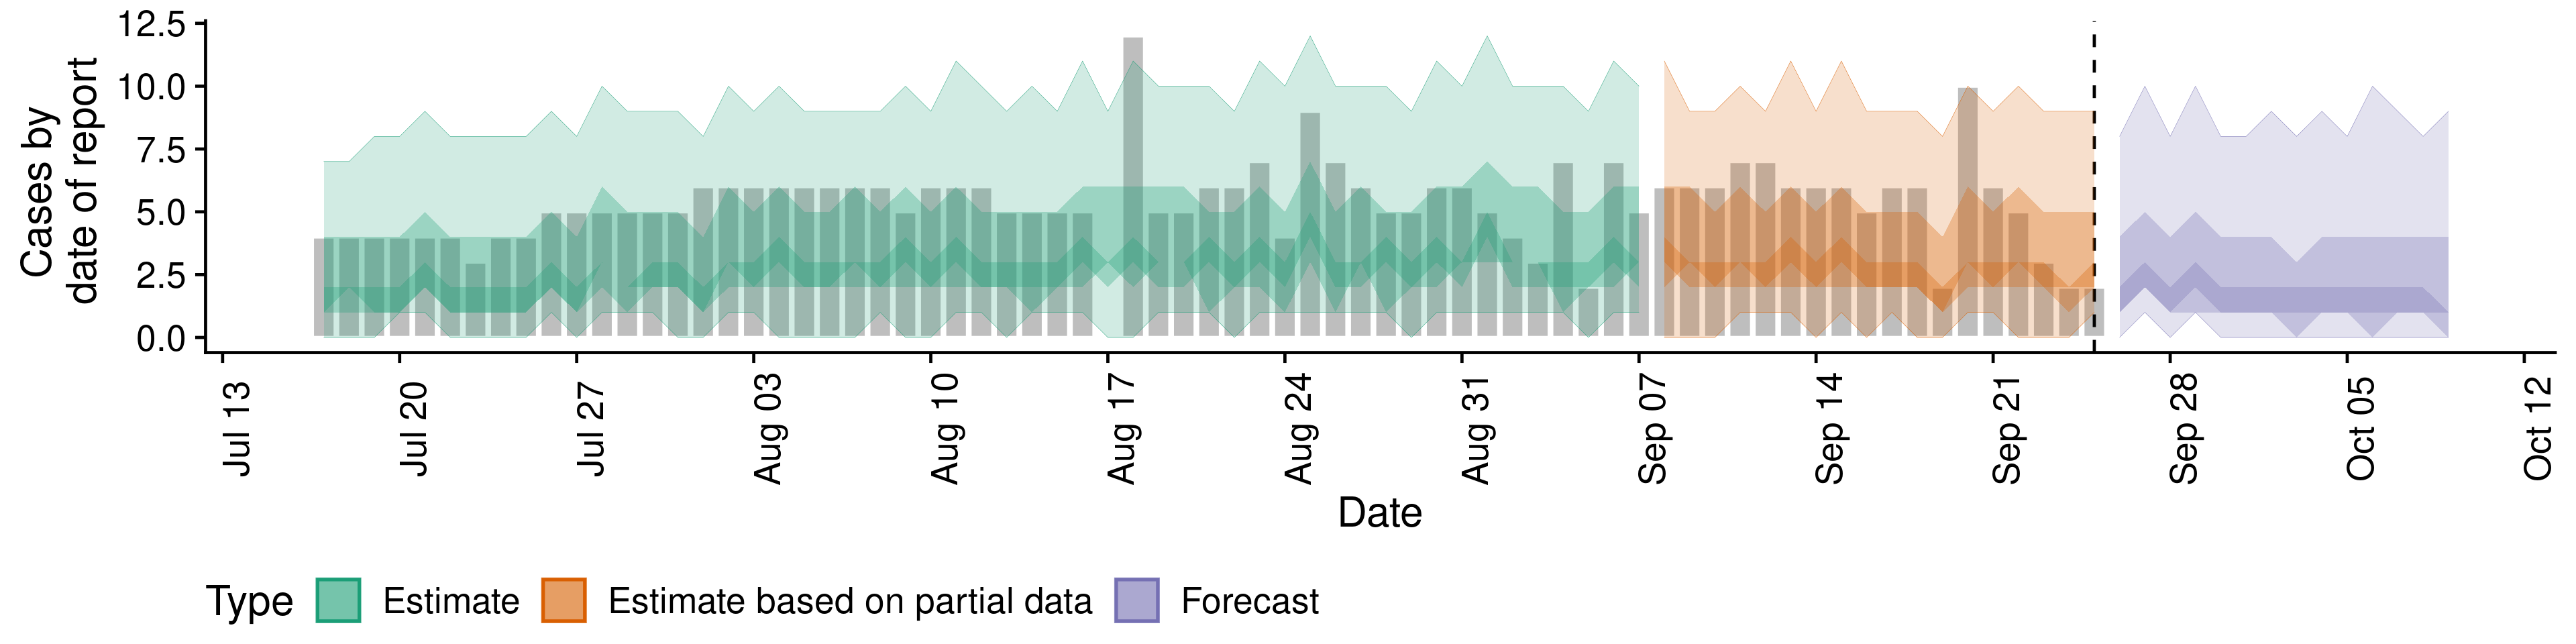 Cases by
date of report
12.5
10.0
7.5
5.0
2.5
0.0
Jul 13
Jul 20
Jul 27
Aug 03
Aug 10
Aug 17
Aug 24
Aug 31
Sep 07
Sep 14
Sep 21
Sep 28
Oct 05
Oct 12
Date
Type Estimate Estimate based on partial data Forecast